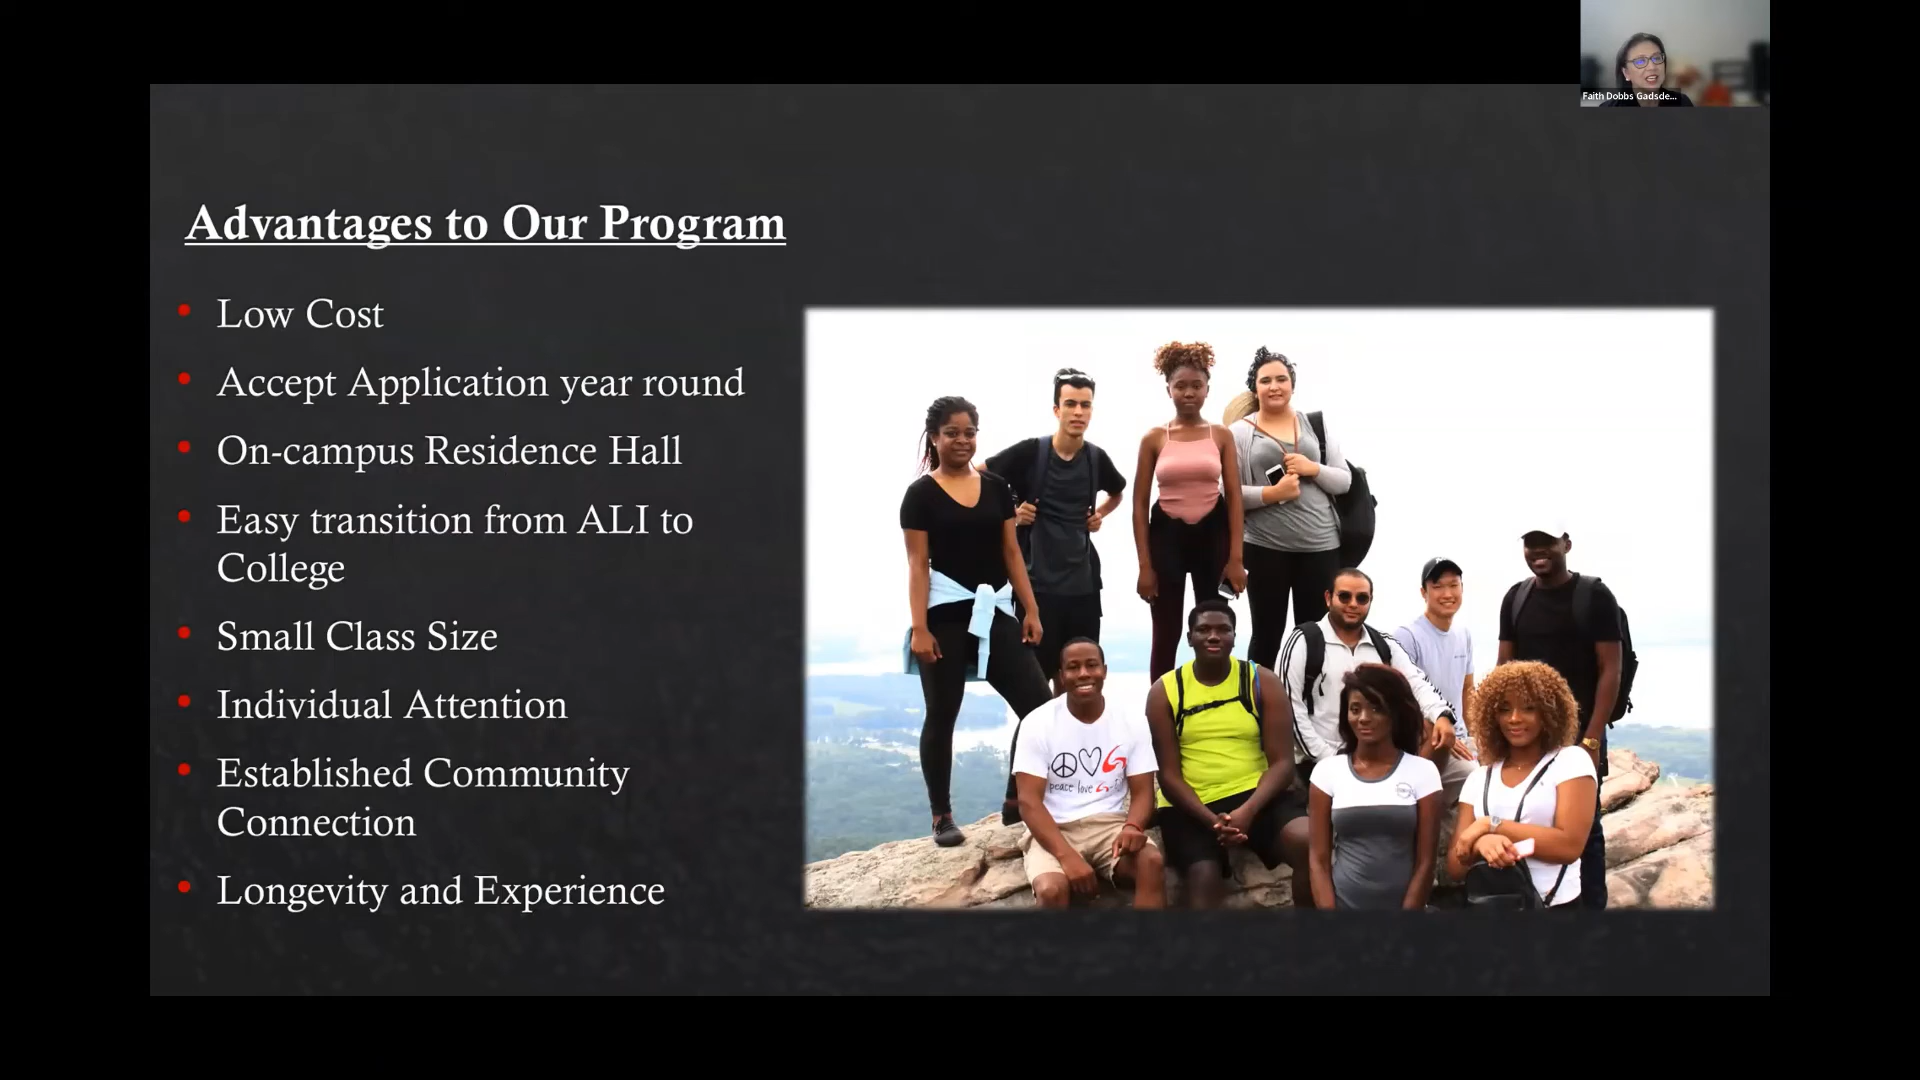 Faith Dobbs Gadsde...
Advantages to Our Program
Low Cost
Accept Application year round
On-campus Residence Hall
Easy transition from ALI to
College
Small Class Size
Individual Attention
Established Community
Connection
Longevity and Experience
peace love